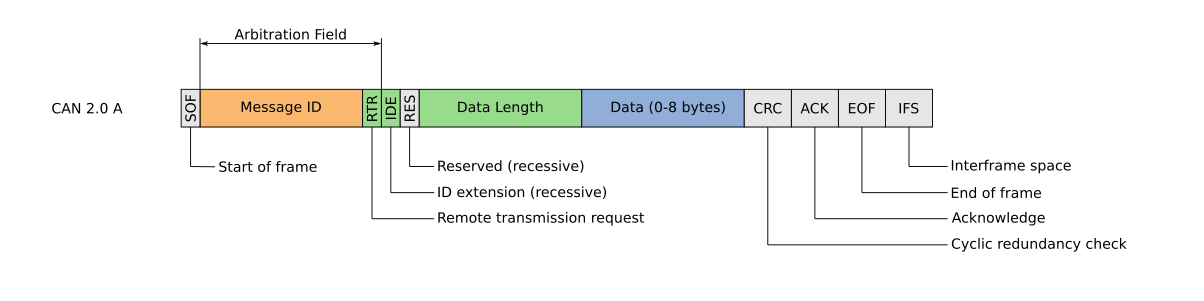 Arbitration Field
CAN 2.0 A
SOF
Message ID
RTR
IDE
RES
Data Length
Data (0-8 bytes)
CRC
ACK
EOF
IFS
Start of frame
Reserved (recessive)
ID extension (recessive)
Remote transmission request
Interframe space
End of frame
Acknowledge
Cyclic redundancy check